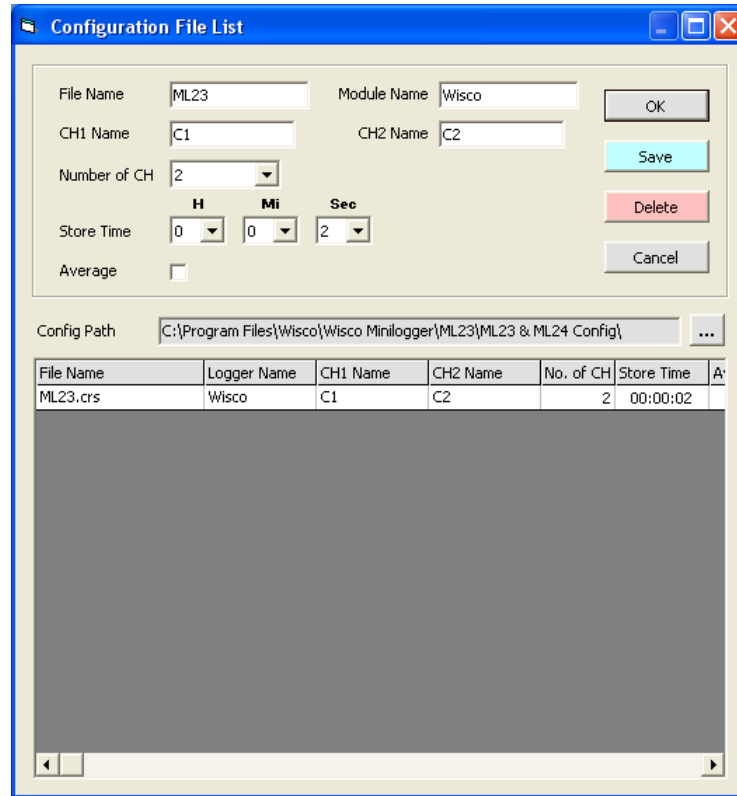 Configuration File List
File Name ML23 Module Name Wisco OK
CH1 Name C1 CH2 Name C2
Save
Number of CH 2
H Mi Sec
Delete
Store Time 0 0 2
Cancel
Average
Config Path C:\Program Files\Wisco\Wisco Minilogger\ML23\ML23 & ML24 Config\ ...
File Name Logger Name CH1 Name CH2 Name No. of CH Store Time
ML23.crs Wisco C1 C2 2 00:00:02